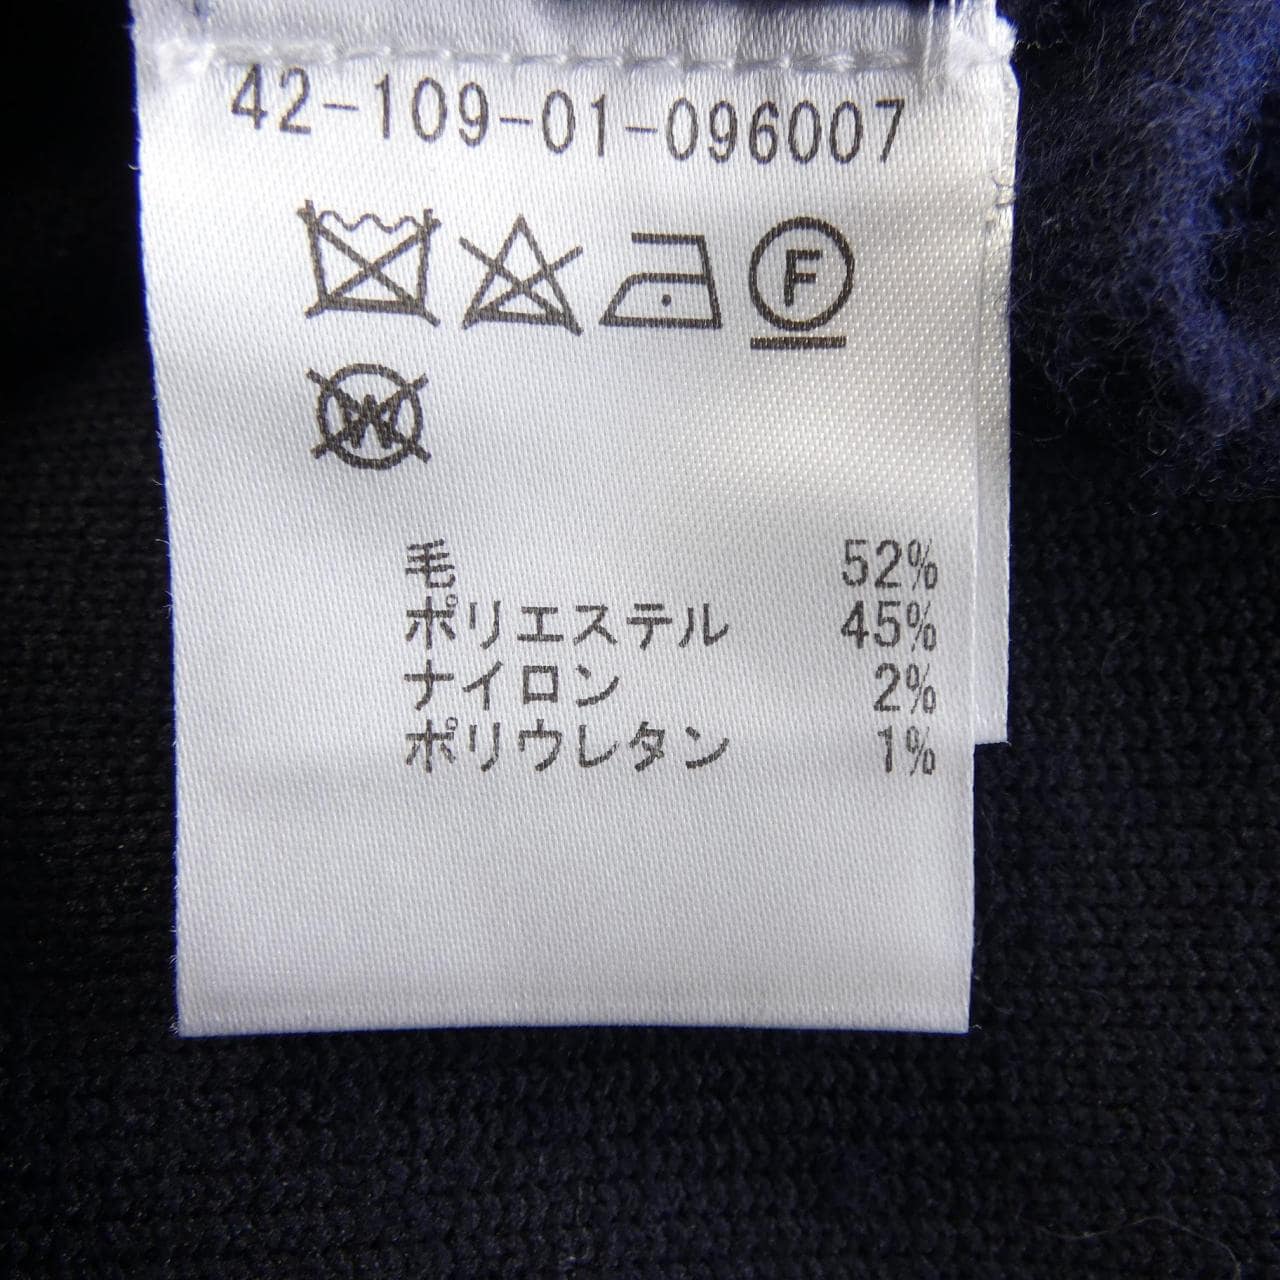 42-109-01-096007
F
W
毛 52%
ポリエステル 45%
ナイロン 2%
ポリウレタン 1%